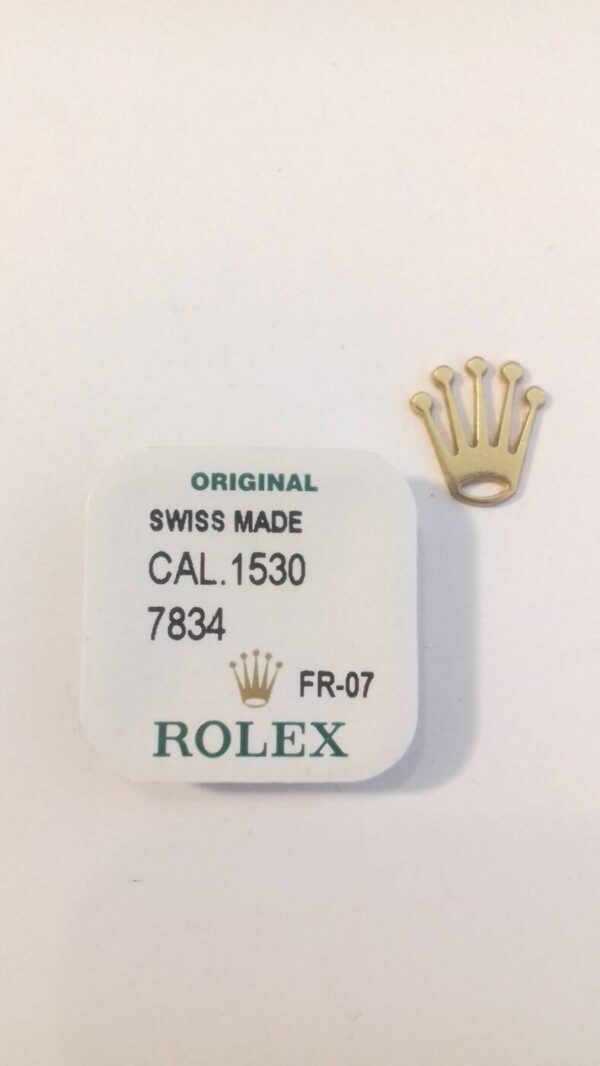 ORIGINAL
SWISS MADE
CAL.1530
7834
FR-07
ROLEX